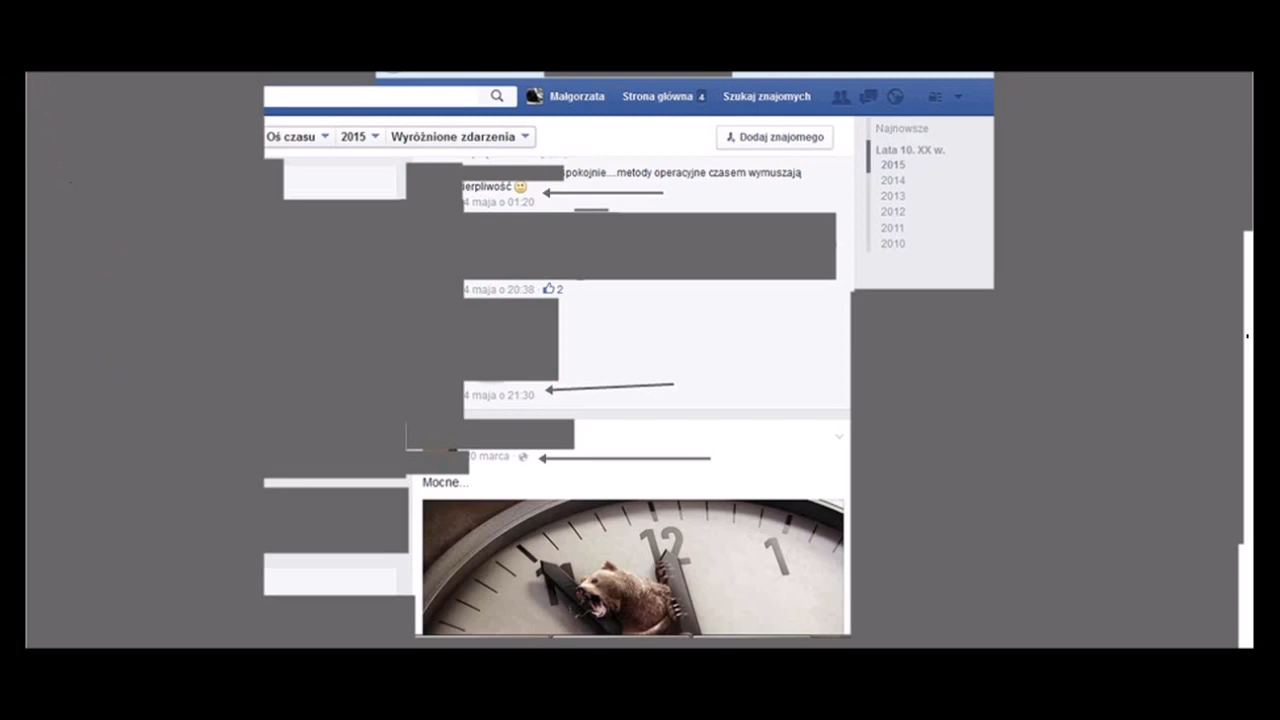 Małgorzata Strona główna 4 Szukaj znajomych
Oś czasu 2015 Wyróżnione zdarzenia Dodaj znajomego
Najnowsze
Lata 10. XX w.
2015
2014
2013
2012
2011
2010
pokojnie....metody operacyjne czasem wymuszają
ierpliwość
4 maja o 01:20
4 maja o 20:38 · 2
4 maja o 21:30
0 marca ·
Mocne...
11 12 1